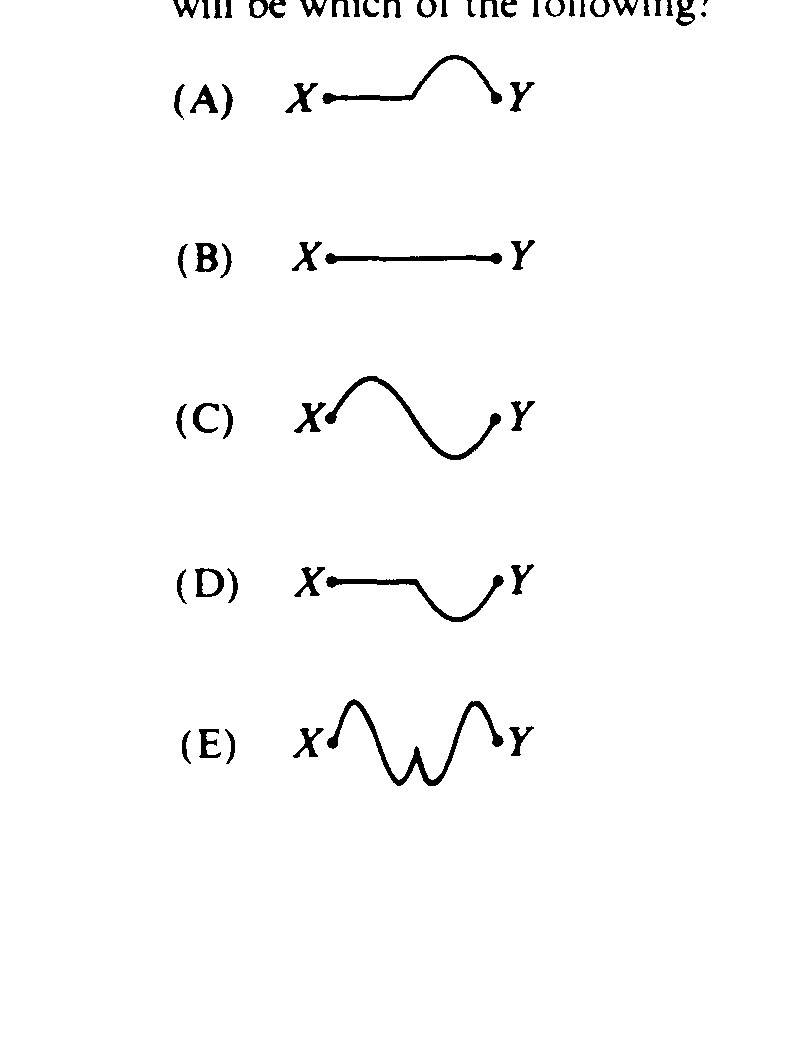 will be which of the following?
(A) X Y
(B) X Y
(C) X Y
(D) X Y
(E) X Y